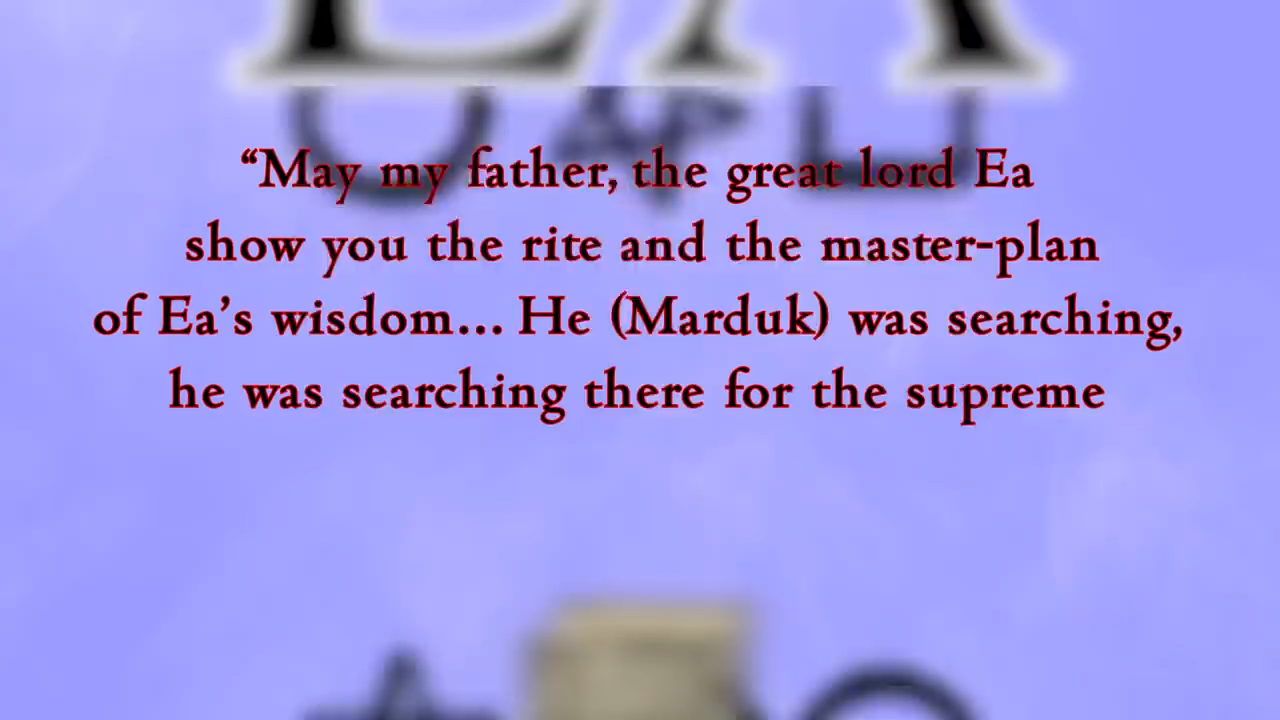 EA
“May my father, the great lord Ea
show you the rite and the master-plan
of Ea’s wisdom... He (Marduk) was searching,
he was searching there for the supreme